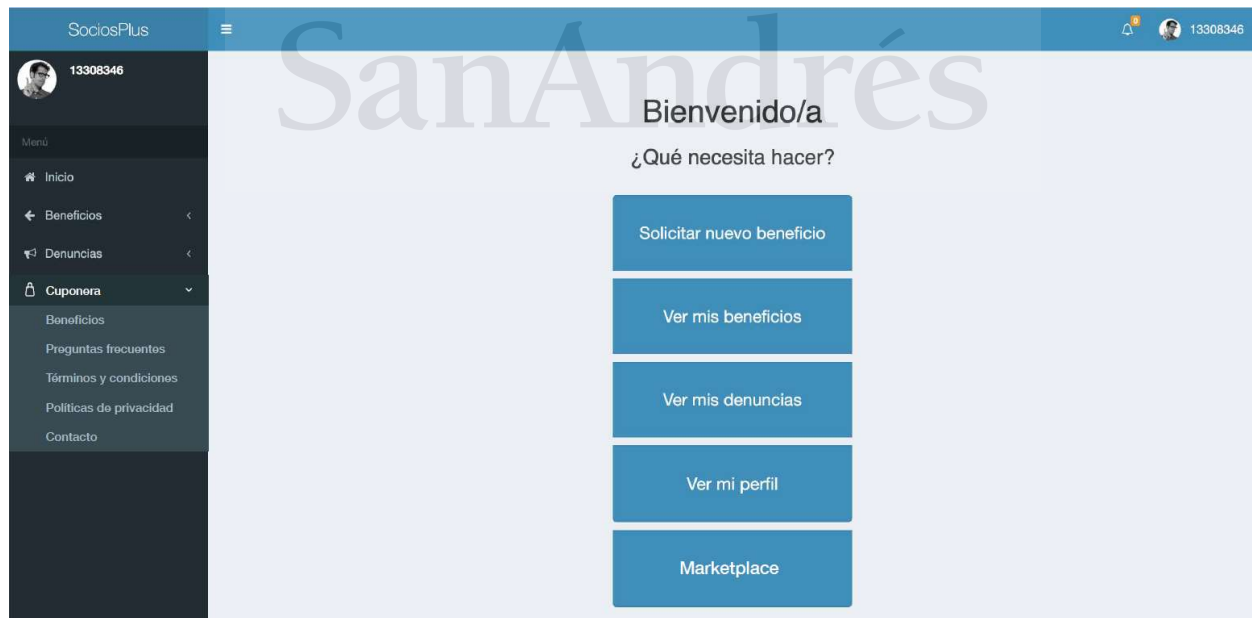 SociosPlus
0
13308346
SanAndrés
13308346
Menú
Inicio
Beneficios
Denuncias
Cuponera
Beneficios
Preguntas frecuentes
Términos y condiciones
Políticas de privacidad
Contacto
Bienvenido/a
¿Qué necesita hacer?
Solicitar nuevo beneficio
Ver mis beneficios
Ver mis denuncias
Ver mi perfil
Marketplace